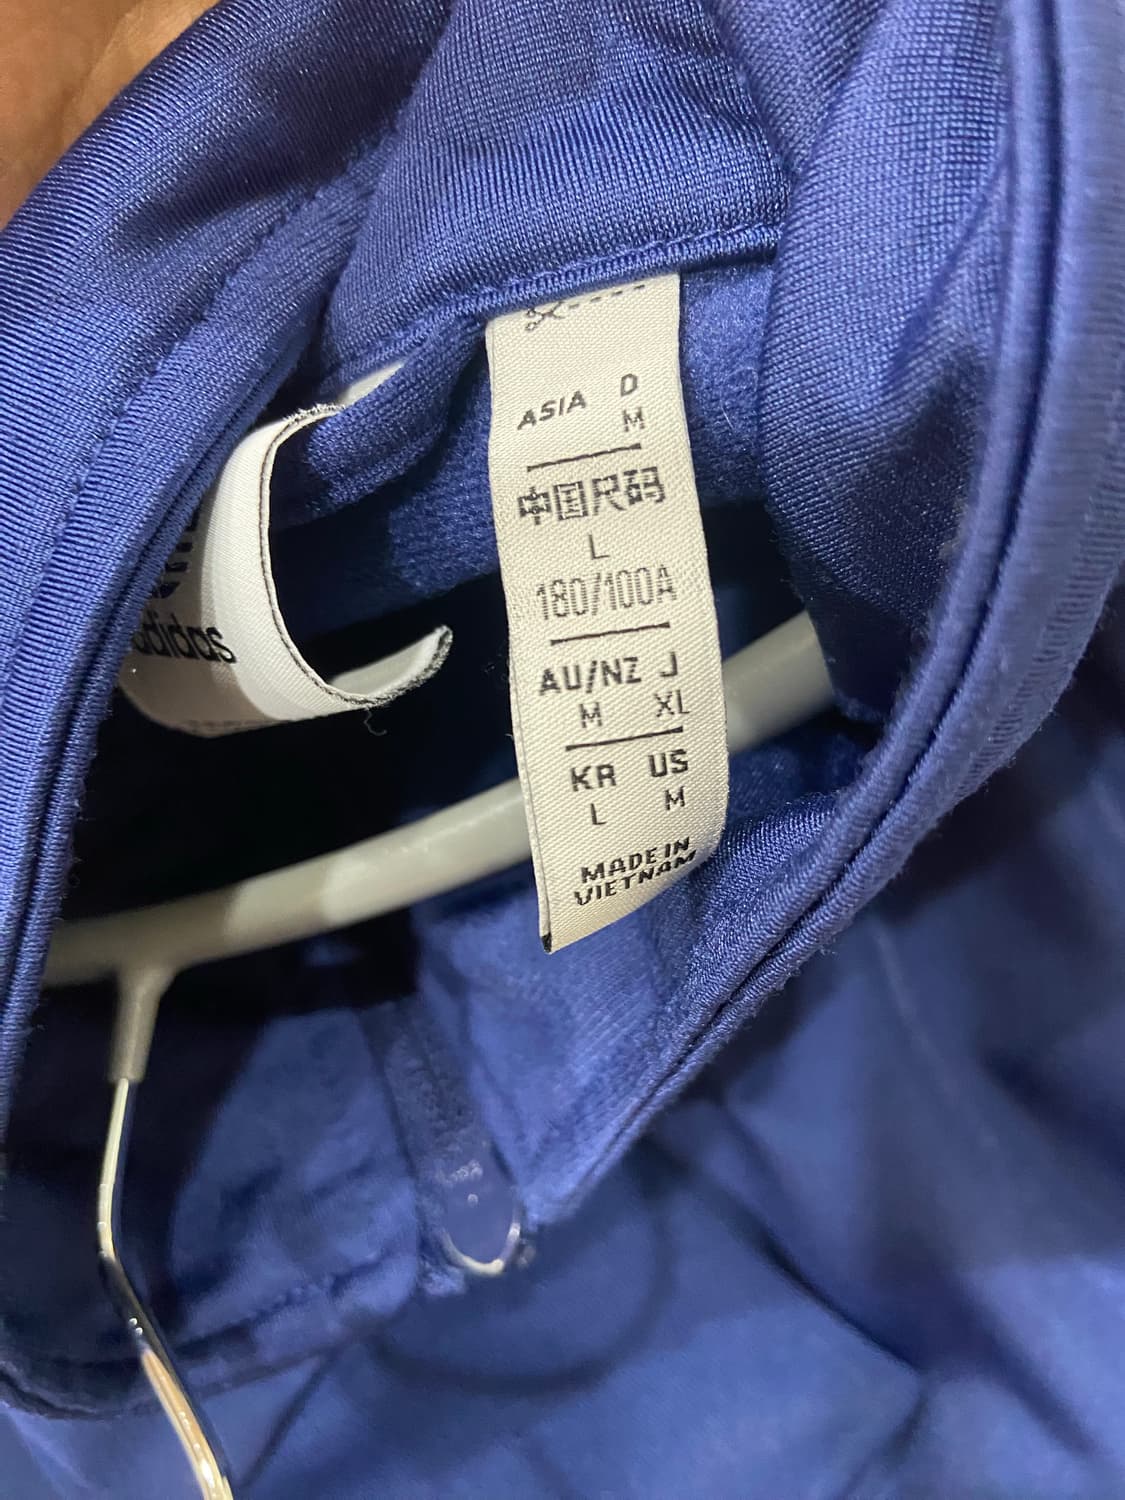 ASIA D
M
中国尺码
L
180/100A
AU/NZ J
M XL
KR US
L M
MADE IN
VIETNAM
adidas